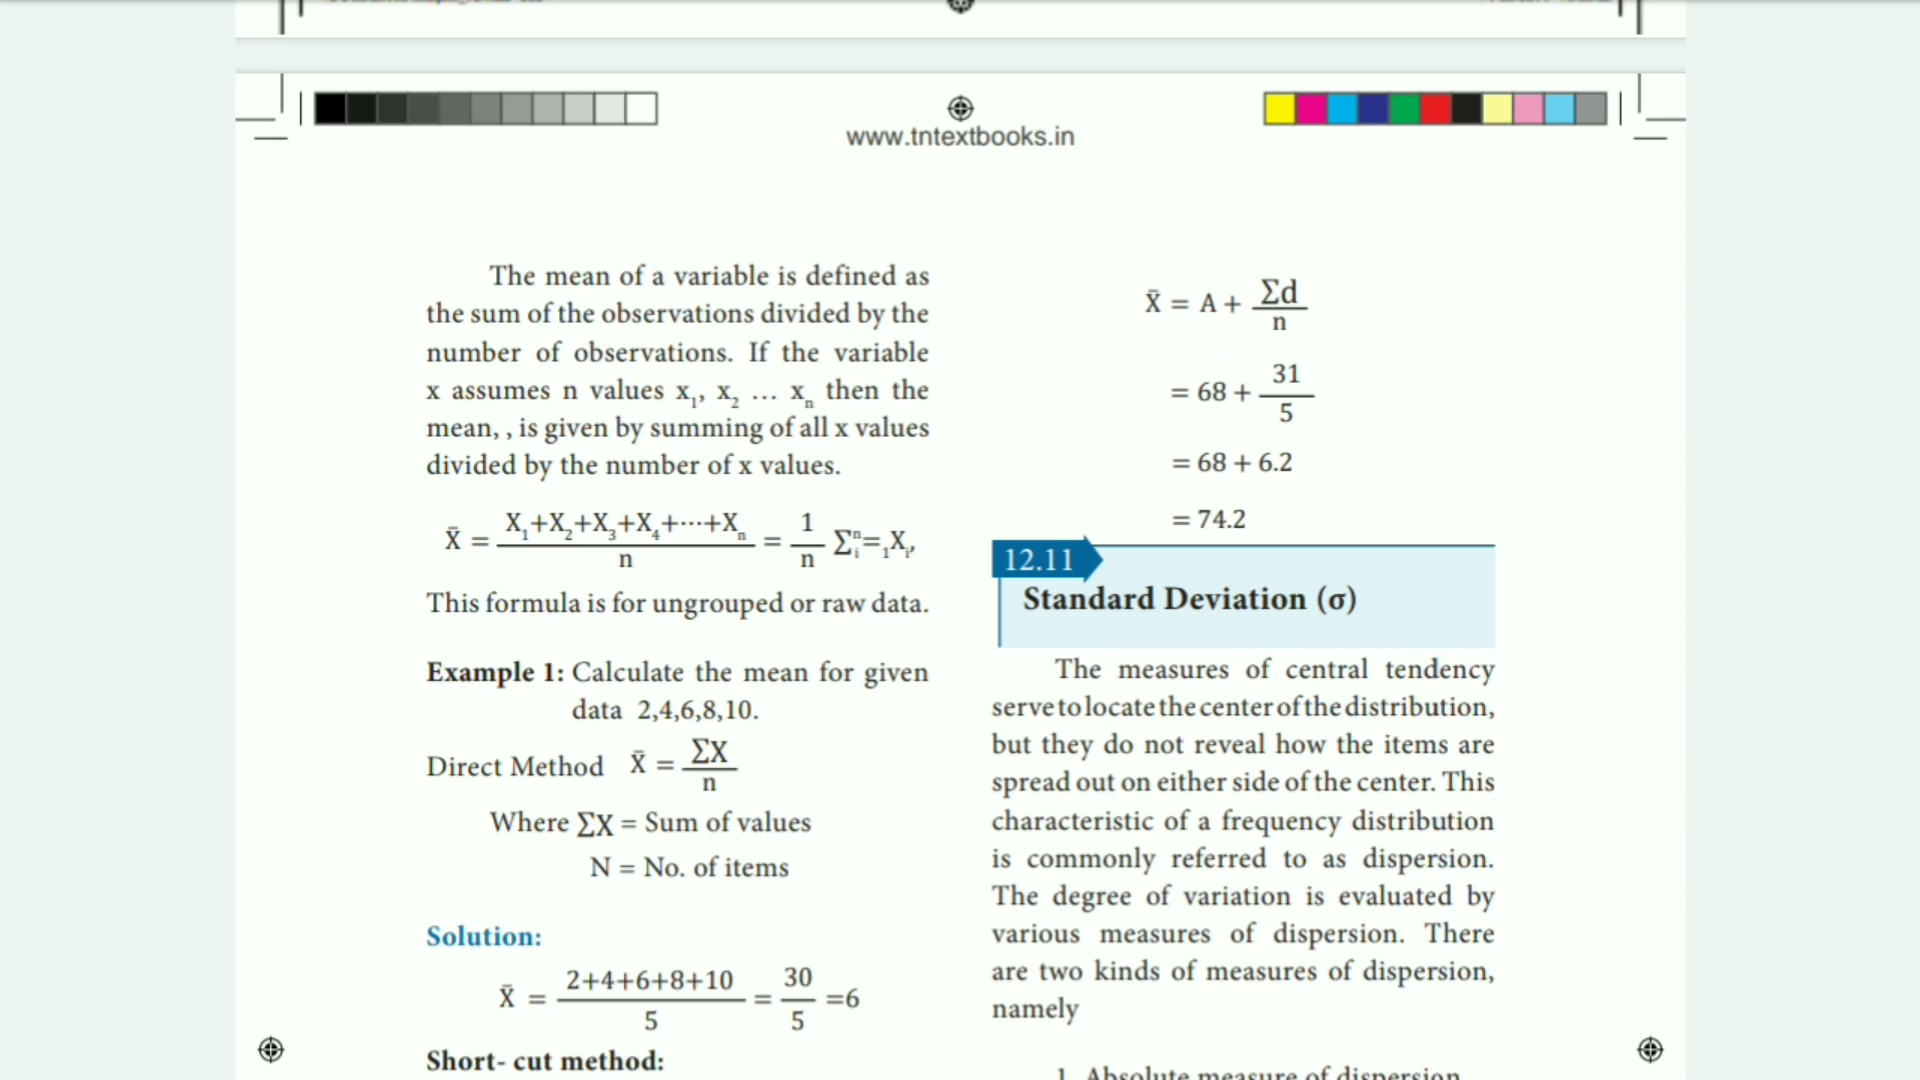 www.tntextbooks.in
The mean of a variable is defined as
the sum of the observations divided by the
number of observations. If the variable
x assumes n values x₁, x₂ ... xₙ then the
mean, , is given by summing of all x values
divided by the number of x values.
X̄ = X₁+X₂+X₃+X₄+···+Xₙ / n = 1/n Σᵢⁿ=₁Xᵢ,
This formula is for ungrouped or raw data.
Example 1: Calculate the mean for given
data 2,4,6,8,10.
Direct Method X̄ = ΣX / n
Where ΣX = Sum of values
N = No. of items
Solution:
X̄ = 2+4+6+8+10 / 5 = 30 / 5 =6
Short- cut method:
X̄ = A + Σd / n
= 68 + 31 / 5
= 68 + 6.2
= 74.2
12.11
Standard Deviation (σ)
The measures of central tendency
serve to locate the center of the distribution,
but they do not reveal how the items are
spread out on either side of the center. This
characteristic of a frequency distribution
is commonly referred to as dispersion.
The degree of variation is evaluated by
various measures of dispersion. There
are two kinds of measures of dispersion,
namely
1. Absolute measure of dispersion